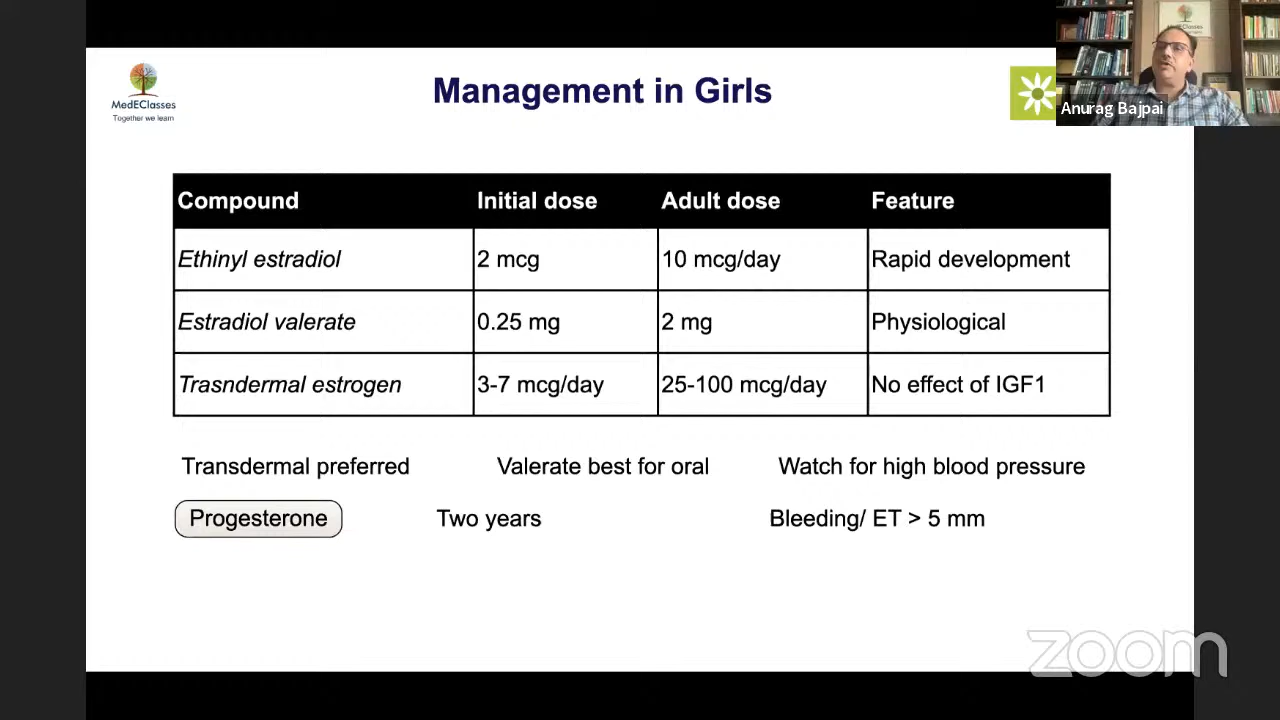 MedEClasses
Together we learn
Management in Girls
MedEClasses
Anurag Bajpai
Compound Initial dose Adult dose Feature
Ethinyl estradiol 2 mcg 10 mcg/day Rapid development
Estradiol valerate 0.25 mg 2 mg Physiological
Trasndermal estrogen 3-7 mcg/day 25-100 mcg/day No effect of IGF1
Transdermal preferred Valerate best for oral Watch for high blood pressure
Progesterone Two years Bleeding/ ET > 5 mm
zoom